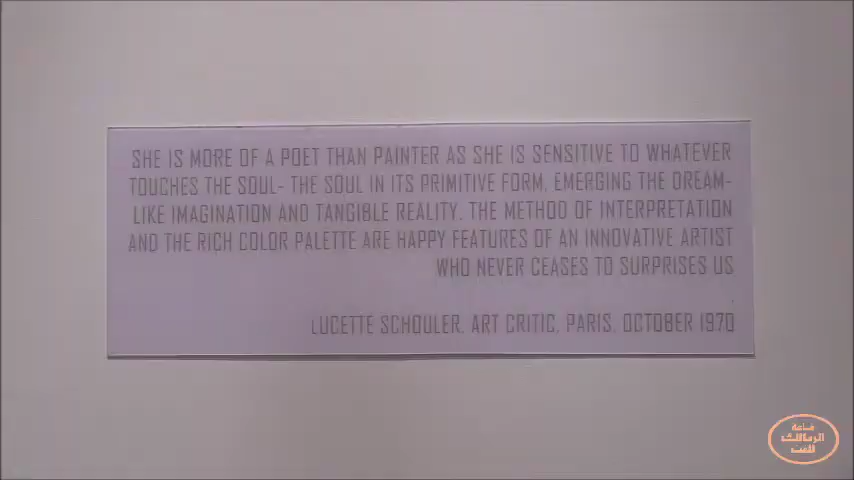 SHE IS MORE OF A POET THAN PAINTER AS SHE IS SENSITIVE TO WHATEVER
TOUCHES THE SOUL- THE SOUL IN ITS PRIMITIVE FORM, EMERGING THE DREAM-
LIKE IMAGINATION AND TANGIBLE REALITY. THE METHOD OF INTERPRETATION
AND THE RICH COLOR PALETTE ARE HAPPY FEATURES OF AN INNOVATIVE ARTIST
WHO NEVER CEASES TO SURPRISES US
LUCETTE SCHOULER, ART CRITIC, PARIS, OCTOBER 1970
قاعة
الزمالك
للفن